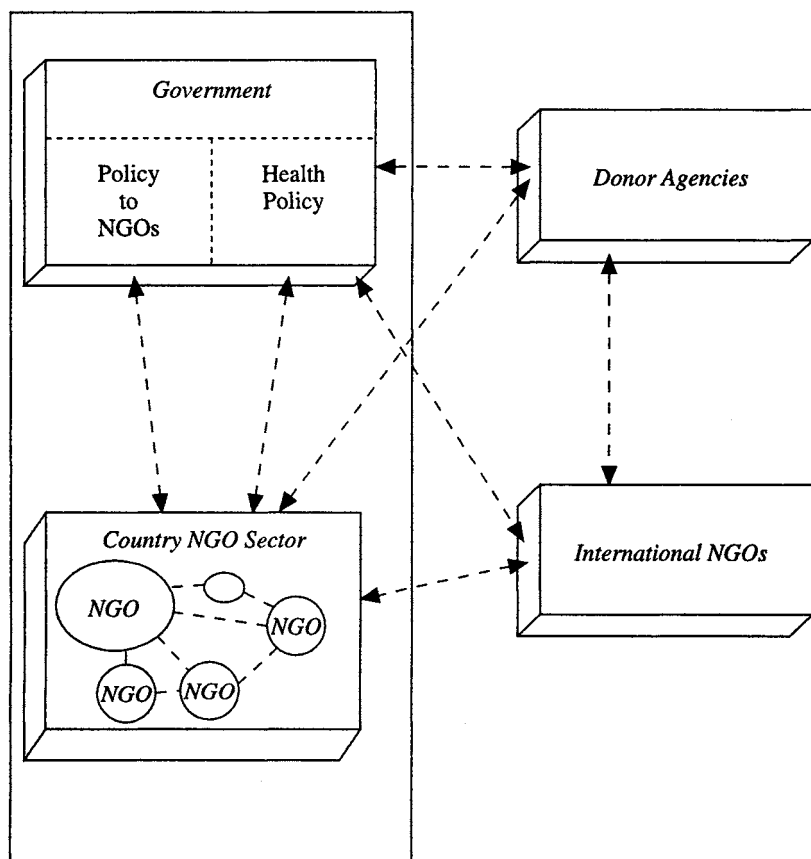 Government
Policy
to
NGOs
Health
Policy
Donor Agencies
Country NGO Sector
NGO
NGO
NGO
NGO
International NGOs